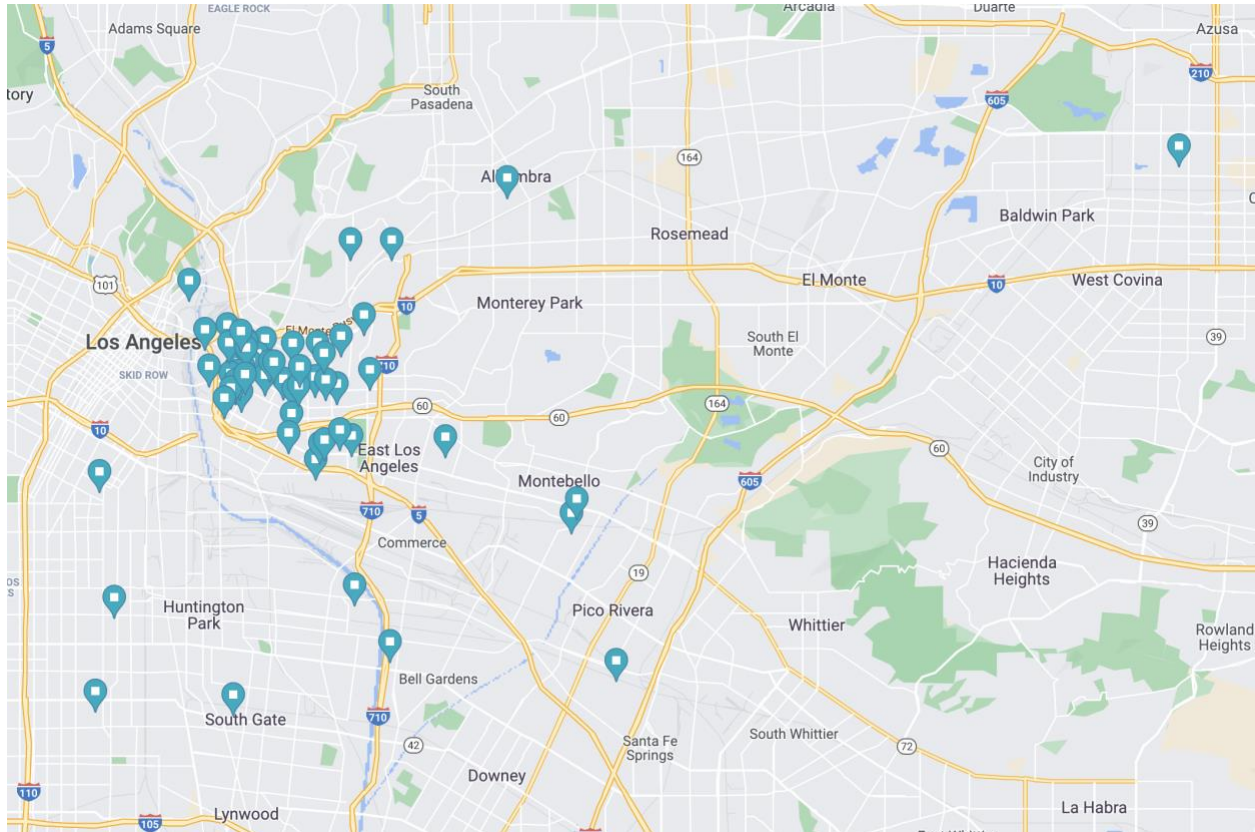 EAGLE ROCK
Adams Square
Arcadia
Duarte
Azusa
5
210
South
Pasadena
605
tory
164
Alhambra
Baldwin Park
Rosemead
101
El Monte
West Covina
10
10
Monterey Park
Los Angeles
South El
Monte
39
SKID ROW
710
60
60
164
10
East Los
Angeles
60
City of
Industry
Montebello
605
710
5
39
Commerce
Hacienda
Heights
19
Huntington
Park
Pico Rivera
Whittier
Rowland
Heights
Bell Gardens
South Gate
710
South Whittier
42
Santa Fe
Springs
72
Downey
110
Lynwood
105
La Habra